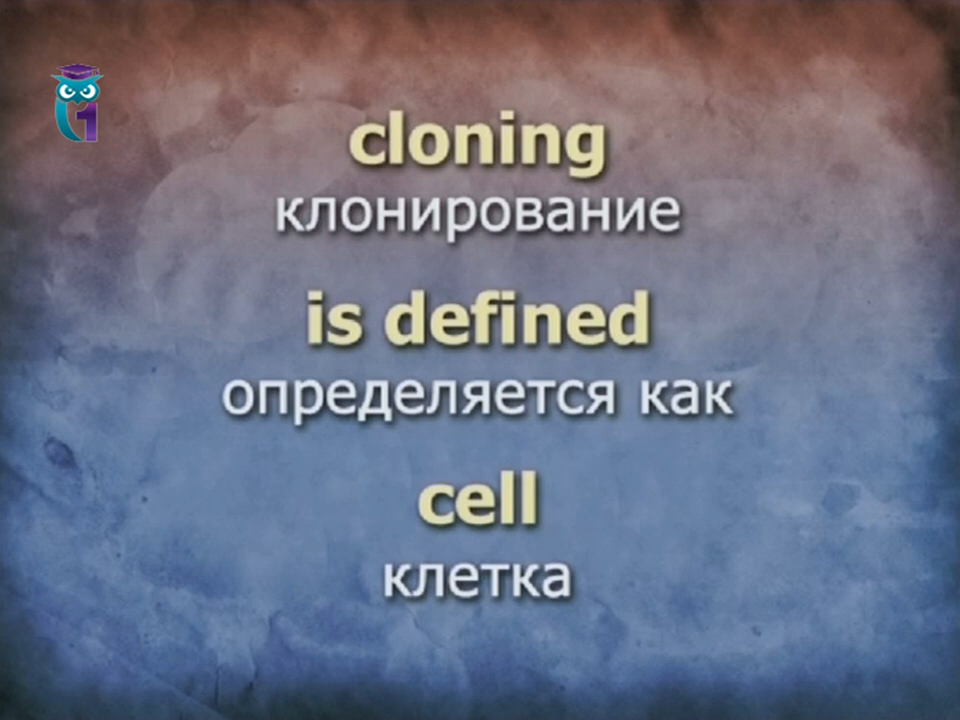 cloning
клонирование
is defined
определяется как
cell
клетка